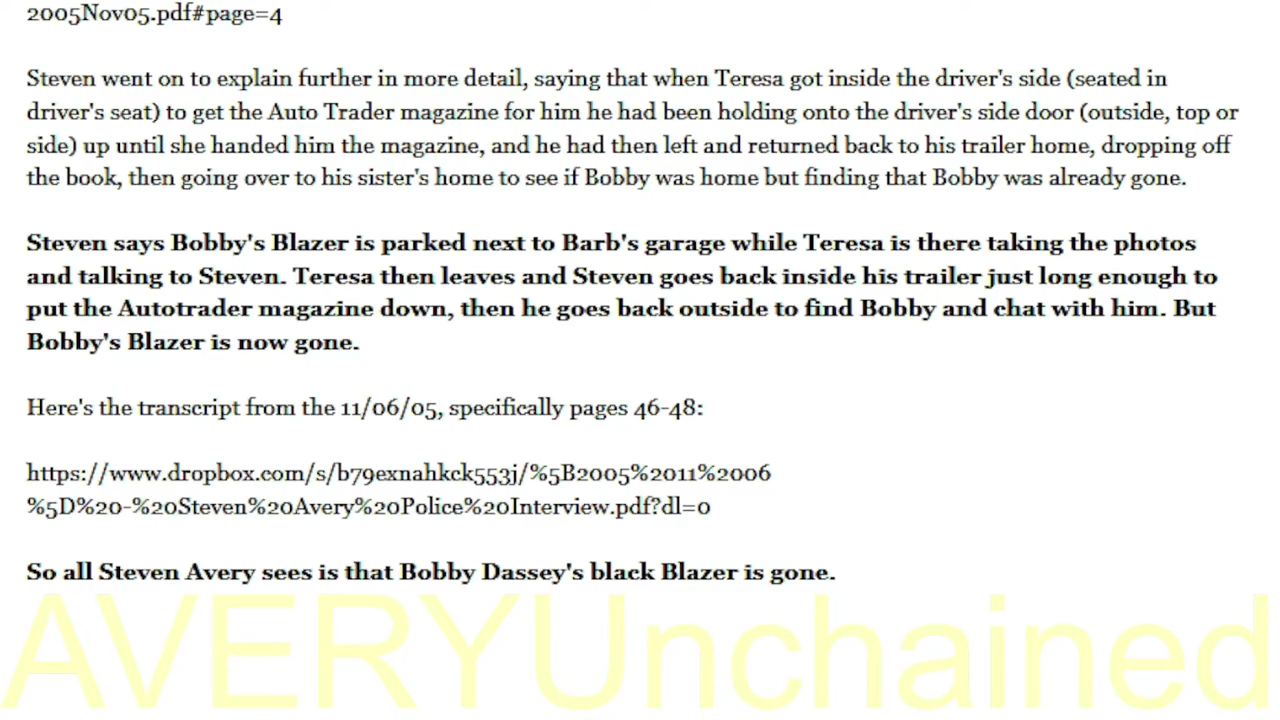 2005Nov05.pdf#page=4
Steven went on to explain further in more detail, saying that when Teresa got inside the driver's side (seated in
driver's seat) to get the Auto Trader magazine for him he had been holding onto the driver's side door (outside, top or
side) up until she handed him the magazine, and he had then left and returned back to his trailer home, dropping off
the book, then going over to his sister's home to see if Bobby was home but finding that Bobby was already gone.
Steven says Bobby's Blazer is parked next to Barb's garage while Teresa is there taking the photos
and talking to Steven. Teresa then leaves and Steven goes back inside his trailer just long enough to
put the Autotrader magazine down, then he goes back outside to find Bobby and chat with him. But
Bobby's Blazer is now gone.
Here's the transcript from the 11/06/05, specifically pages 46-48:
https://www.dropbox.com/s/b79exnahkck553j/%5B2005%2011%2006
%5D%20-%20Steven%20Avery%20Police%20Interview.pdf?dl=0
So all Steven Avery sees is that Bobby Dassey's black Blazer is gone.
AVERYUnchained